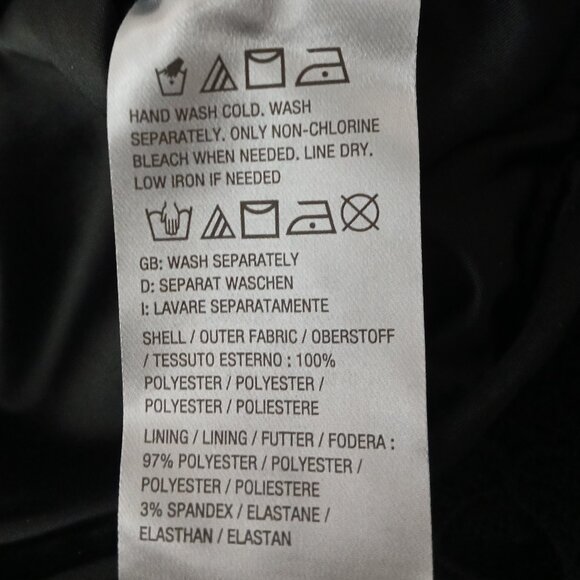 HAND WASH COLD. WASH
SEPARATELY. ONLY NON-CHLORINE
BLEACH WHEN NEEDED. LINE DRY.
LOW IRON IF NEEDED
GB: WASH SEPARATELY
D: SEPARAT WASCHEN
I: LAVARE SEPARATAMENTE
SHELL / OUTER FABRIC / OBERSTOFF
/ TESSUTO ESTERNO : 100%
POLYESTER / POLYESTER /
POLYESTER / POLIESTERE
LINING / LINING / FUTTER / FODERA :
97% POLYESTER / POLYESTER /
POLYESTER / POLIESTERE
3% SPANDEX / ELASTANE /
ELASTHAN / ELASTAN